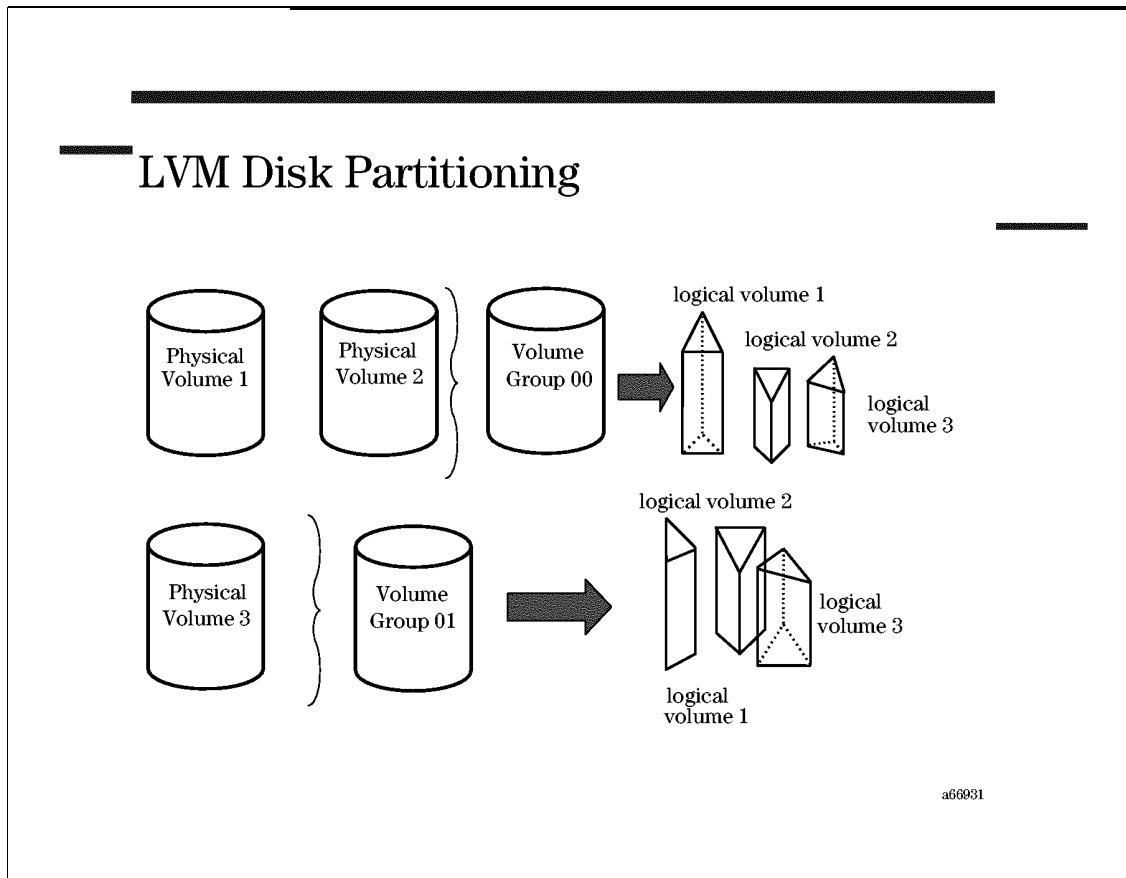 LVM Disk Partitioning
Physical
Volume 1
Physical
Volume 2
Volume
Group 00
logical volume 1
logical volume 2
logical
volume 3
Physical
Volume 3
Volume
Group 01
logical volume 2
logical
volume 3
logical
volume 1
a66931